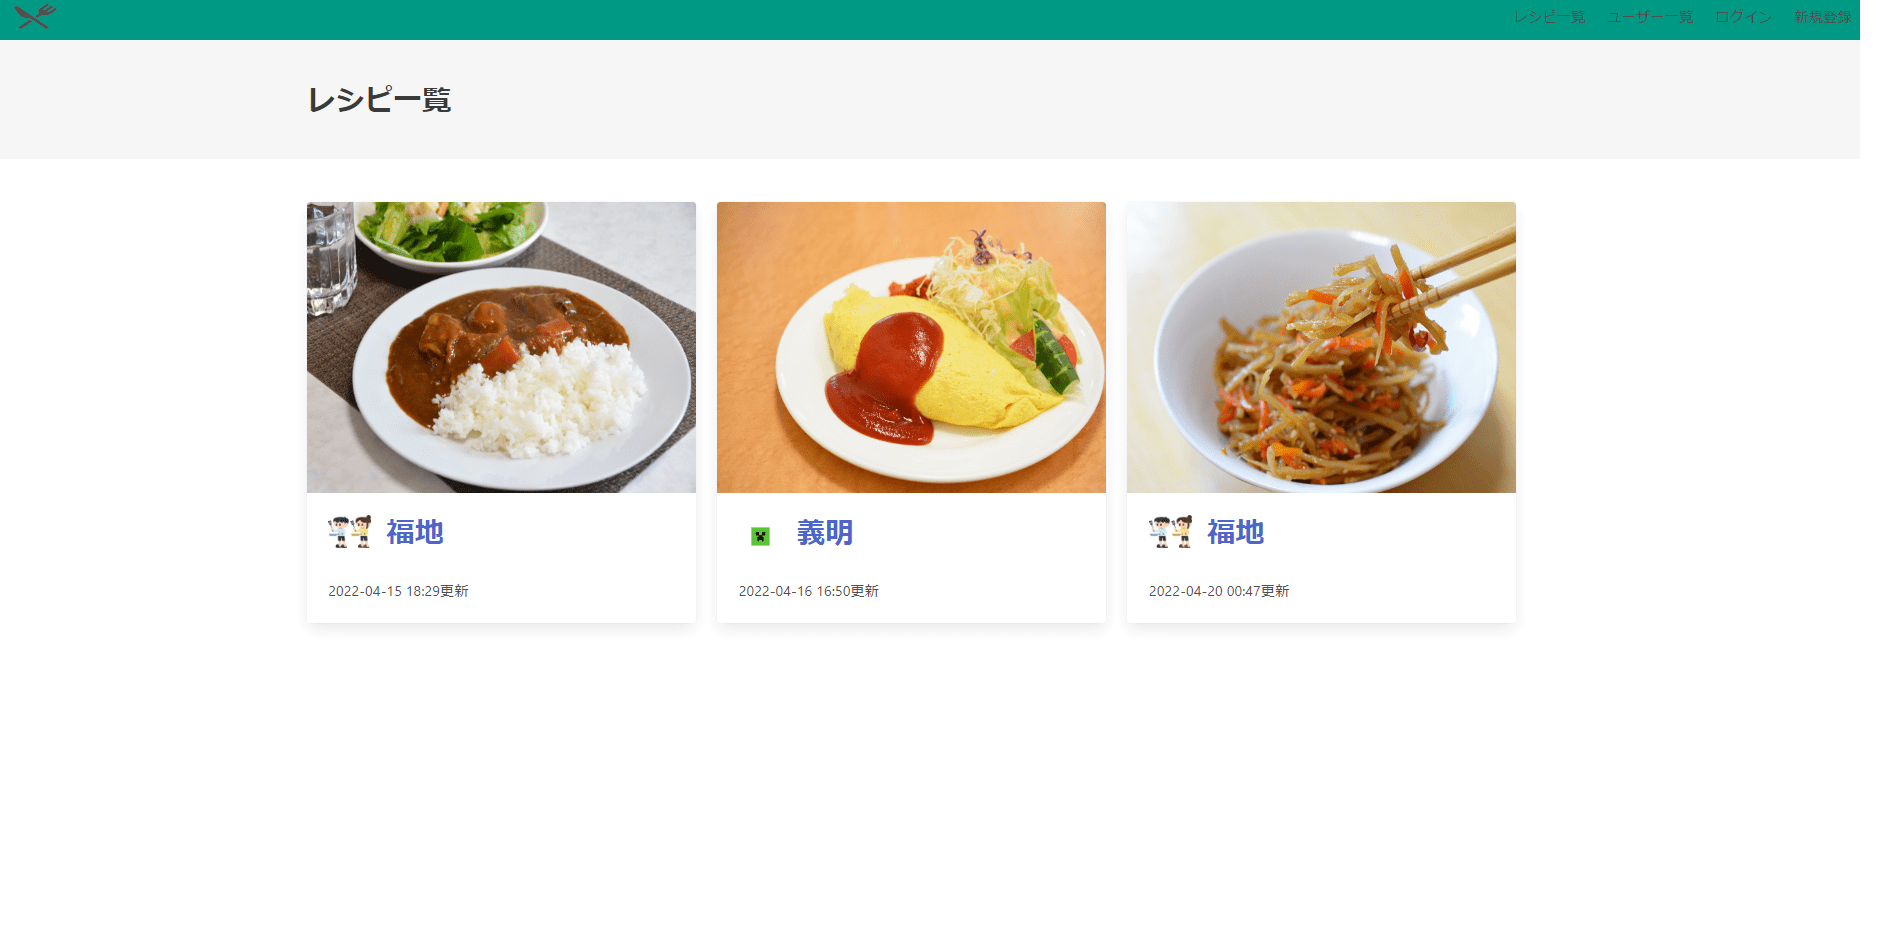 レシピ一覧 ユーザー一覧 ログイン 新規登録
レシピ一覧
福地
2022-04-15 18:29更新
義明
2022-04-16 16:50更新
福地
2022-04-20 00:47更新